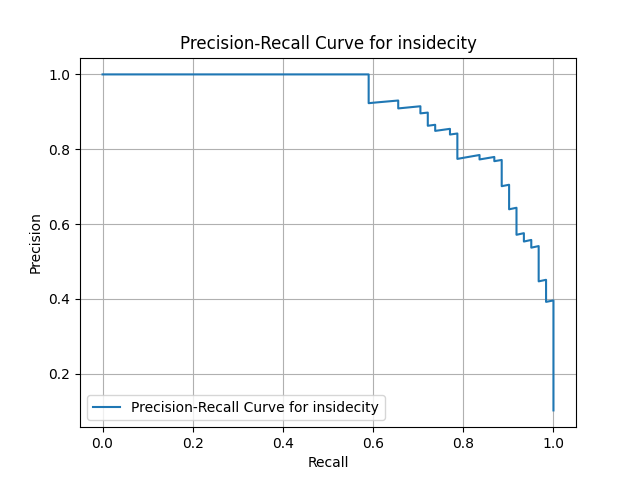 Precision-Recall Curve for insidecity
1.0
0.8
0.6
0.4
0.2
Precision
Precision-Recall Curve for insidecity
0.0 0.2 0.4 0.6 0.8 1.0
Recall